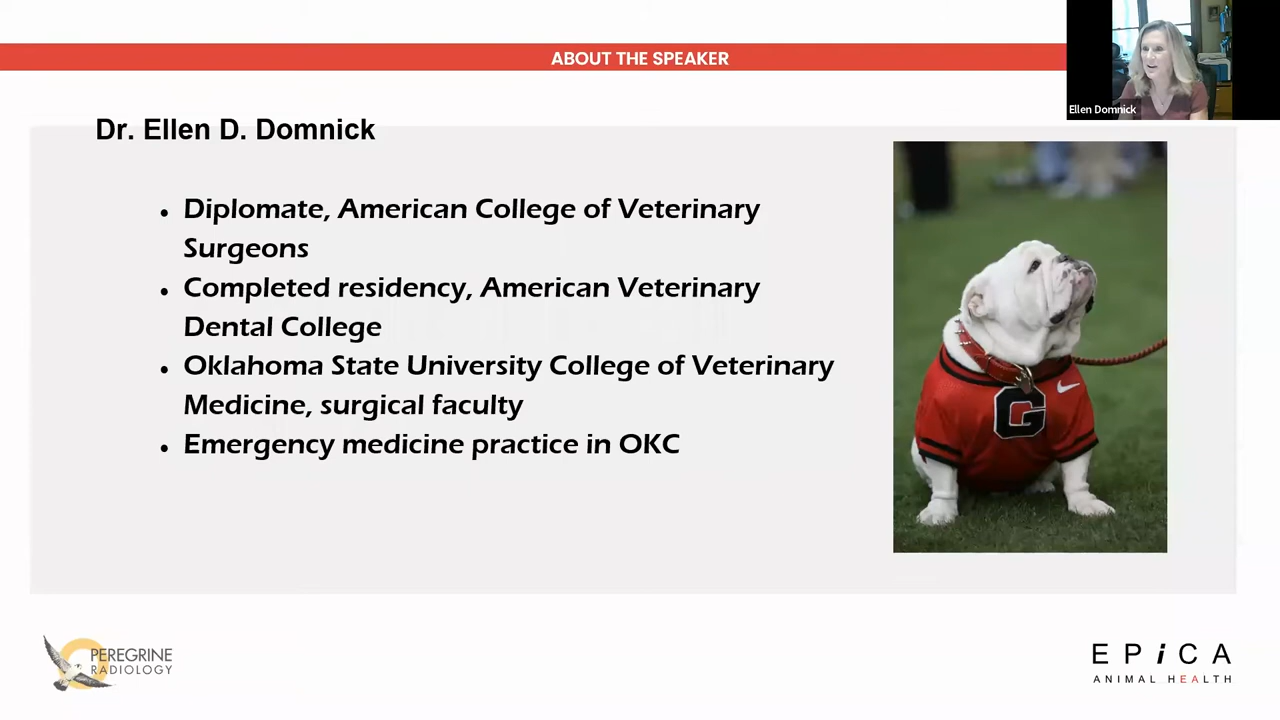 ABOUT THE SPEAKER
Ellen Domnick
Dr. Ellen D. Domnick
• Diplomate, American College of Veterinary
Surgeons
• Completed residency, American Veterinary
Dental College
• Oklahoma State University College of Veterinary
Medicine, surgical faculty
• Emergency medicine practice in OKC
G
PEREGRINE
RADIOLOGY
EPiCA
ANIMAL HEALTH